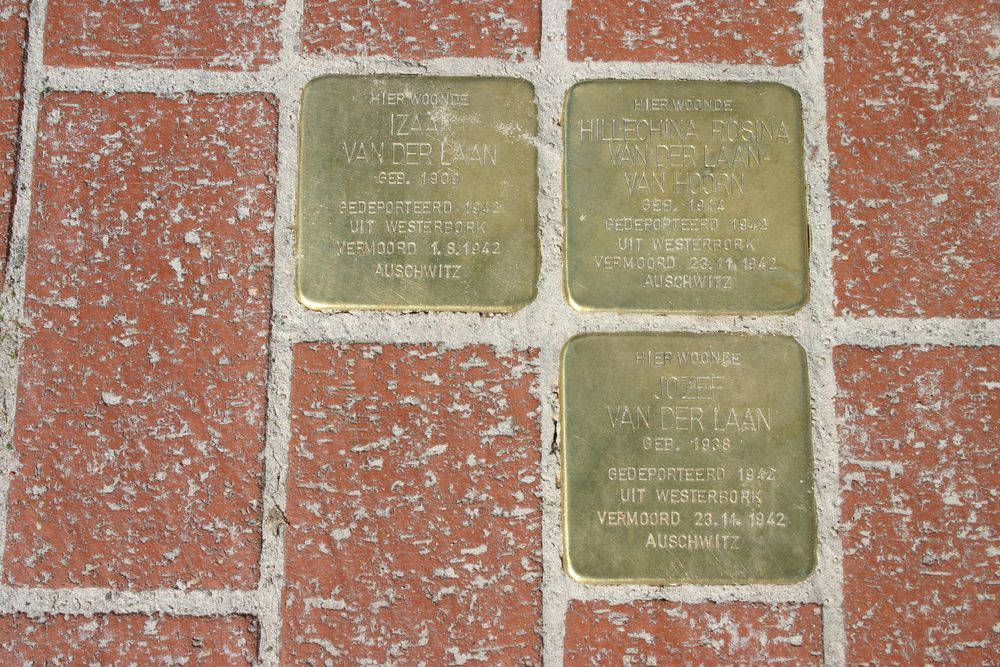 HIER WOONDE
IZAAK
VAN DER LAAN
GEB. 1909
GEDEPORTEERD 1942
UIT WESTERBORK
VERMOORD 1.8.1942
AUSCHWITZ
HIER WOONDE
HILLECHINA ROSINA
VAN DER LAAN-
VAN HOORN
GEB. 1914
GEDEPORTEERD 1942
UIT WESTERBORK
VERMOORD 23.11.1942
AUSCHWITZ
HIER WOONDE
JOZEF
VAN DER LAAN
GEB. 1938
GEDEPORTEERD 1942
UIT WESTERBORK
VERMOORD 23.11.1942
AUSCHWITZ